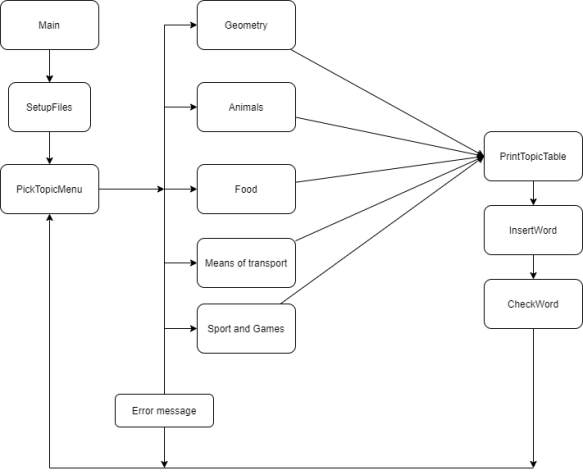 Main
Geometry
SetupFiles
Animals
PrintTopicTable
PickTopicMenu
Food
InsertWord
Means of transport
CheckWord
Sport and Games
Error message